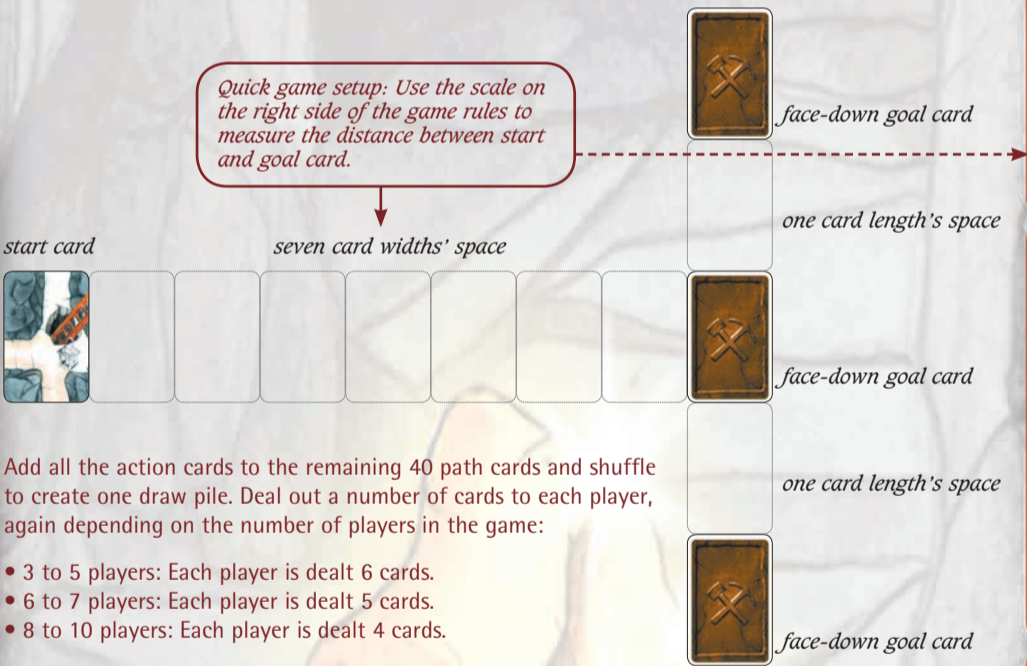 Quick game setup: Use the scale on
the right side of the game rules to
measure the distance between start
and goal card.
face-down goal card
one card length's space
start card
seven card widths' space
face-down goal card
Add all the action cards to the remaining 40 path cards and shuffle
to create one draw pile. Deal out a number of cards to each player,
again depending on the number of players in the game:
one card length's space
• 3 to 5 players: Each player is dealt 6 cards.
• 6 to 7 players: Each player is dealt 5 cards.
• 8 to 10 players: Each player is dealt 4 cards.
face-down goal card